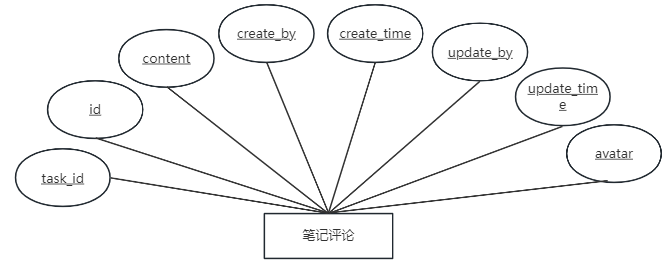 create_by
create_time
content
update_by
id
update_tim
e
avatar
task_id
笔记评论